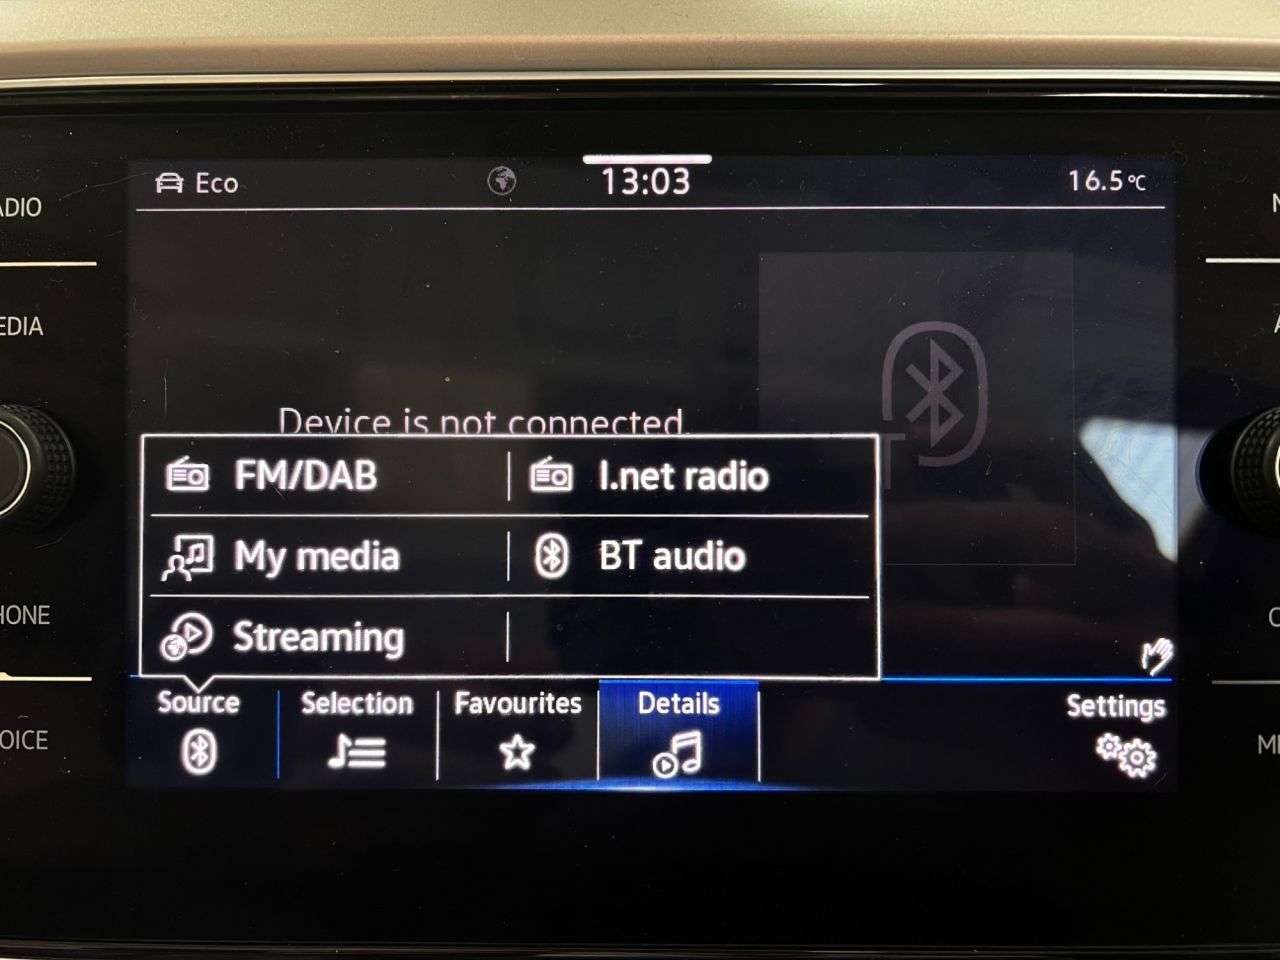 Eco
13:03
16.5°C
ADIO
EDIA
HONE
OICE
Device is not connected.
FM/DAB
I.net radio
My media
BT audio
Streaming
Source
Selection
Favourites
Details
Settings